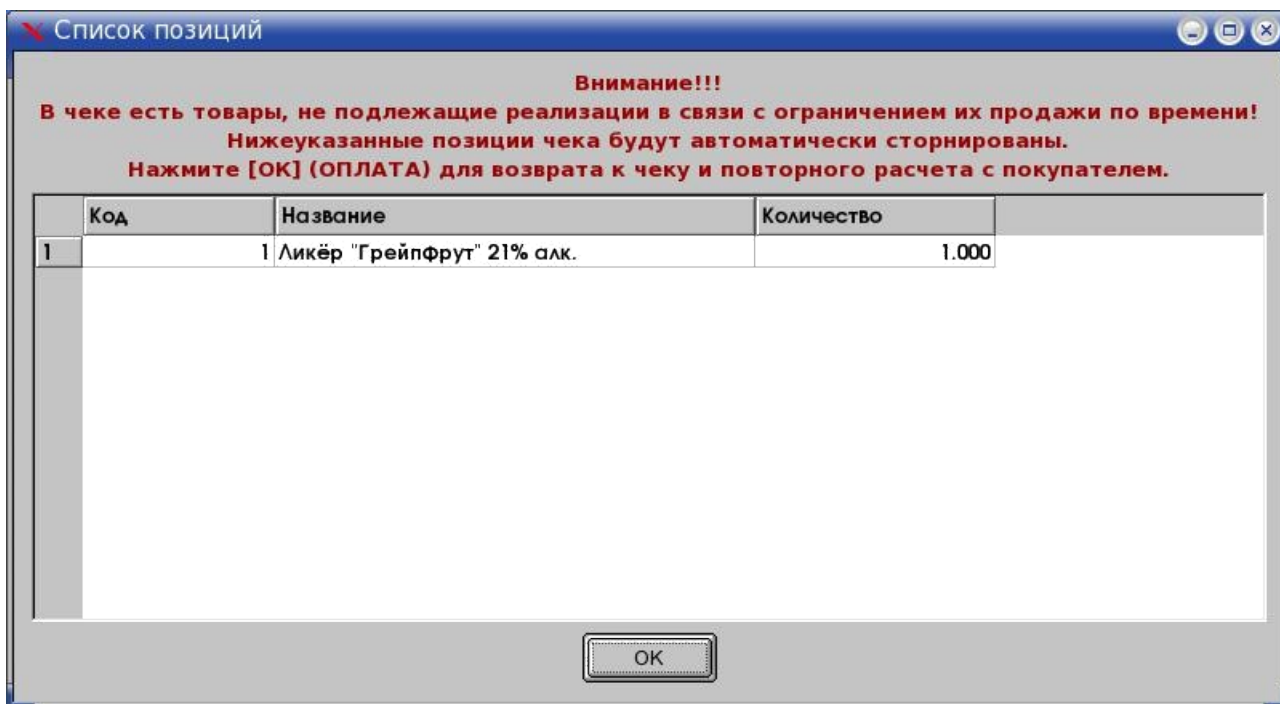 Список позиций
Внимание!!!
В чеке есть товары, не подлежащие реализации в связи с ограничением их продажи по времени!
Нижеуказанные позиции чека будут автоматически сторнированы.
Нажмите [ОК] (ОПЛАТА) для возврата к чеку и повторного расчета с покупателем.
Код Название Количество
1 1 Ликёр "Грейпфрут" 21% алк. 1.000
OK